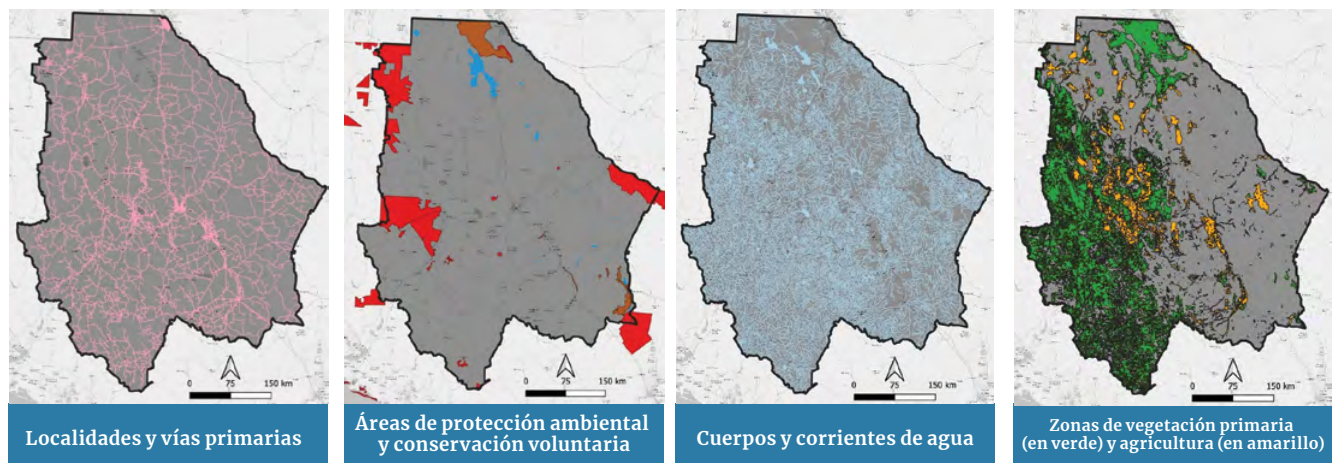 0 75 150 km
Localidades y vías primarias
0 75 150 km
Áreas de protección ambiental
y conservación voluntaria
0 75 150 km
Cuerpos y corrientes de agua
0 75 150 km
Zonas de vegetación primaria
(en verde) y agricultura (en amarillo)